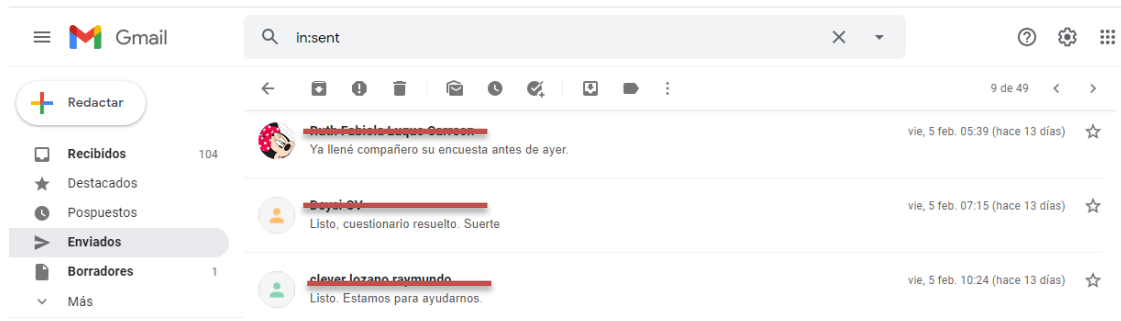 Gmail
in:sent
Redactar
9 de 49
Recibidos 104
Destacados
Pospuestos
Enviados
Borradores 1
Más
vie, 5 feb. 05:39 (hace 13 días)
Ya llené compañero su encuesta antes de ayer.
vie, 5 feb. 07:15 (hace 13 días)
Listo, cuestionario resuelto. Suerte
vie, 5 feb. 10:24 (hace 13 días)
Listo. Estamos para ayudarnos.